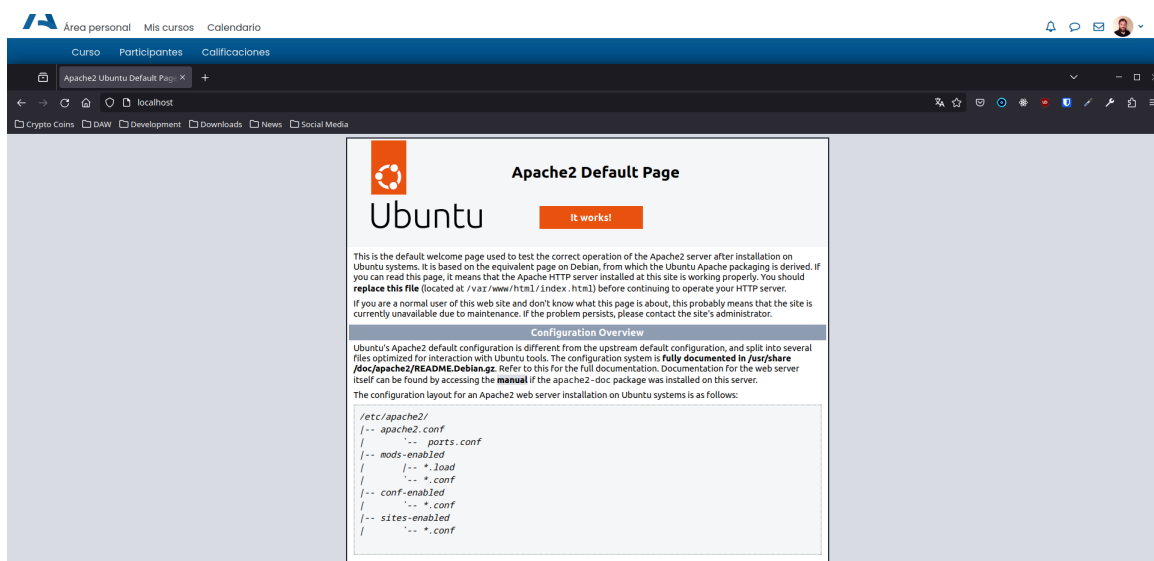 Área personal Mis cursos Calendario
Curso Participantes Calificaciones
Apache2 Ubuntu Default Page
localhost
Crypto Coins DAW Development Downloads News Social Media
Apache2 Default Page
Ubuntu
It works!
This is the default welcome page used to test the correct operation of the Apache2 server after installation on
Ubuntu systems. It is based on the equivalent page on Debian, from which the Ubuntu Apache packaging is derived. If
you can read this page, it means that the Apache HTTP server installed at this site is working properly. You should
replace this file (located at /var/www/html/index.html) before continuing to operate your HTTP server.
If you are a normal user of this web site and don't know what this page is about, this probably means that the site is
currently unavailable due to maintenance. If the problem persists, please contact the site's administrator.
Configuration Overview
Ubuntu's Apache2 default configuration is different from the upstream default configuration, and split into several
files optimized for interaction with Ubuntu tools. The configuration system is fully documented in /usr/share
/doc/apache2/README.Debian.gz. Refer to this for the full documentation. Documentation for the web server
itself can be found by accessing the manual if the apache2-doc package was installed on this server.
The configuration layout for an Apache2 web server installation on Ubuntu systems is as follows:
/etc/apache2/
|-- apache2.conf
|       `--  ports.conf
|-- mods-enabled
|       |-- *.load
|       `-- *.conf
|-- conf-enabled
|       `-- *.conf
|-- sites-enabled
|       `-- *.conf